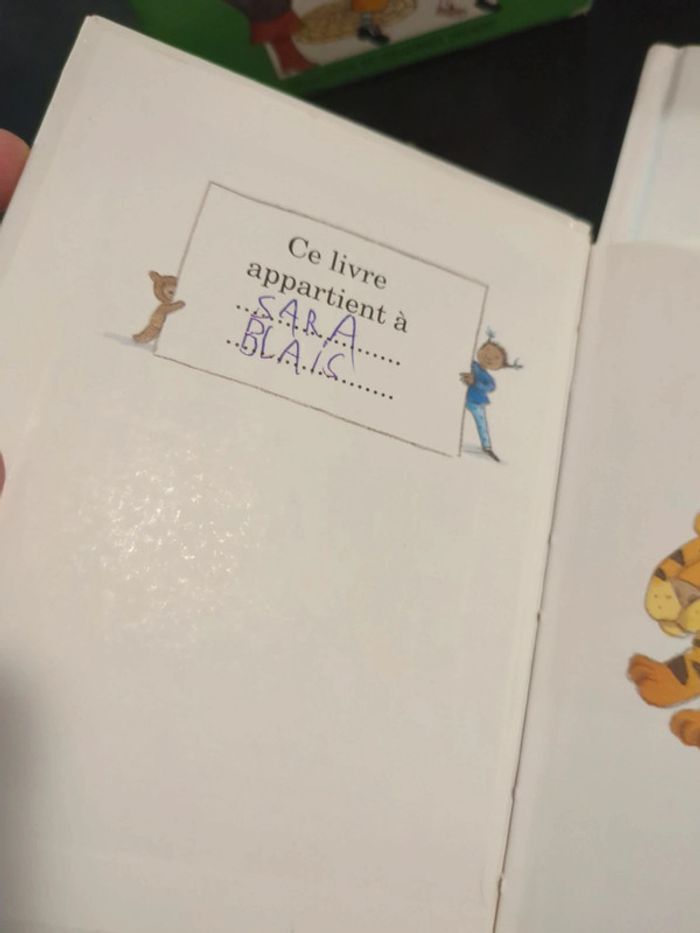 Ce livre
appartient à
SARA
BLAIS